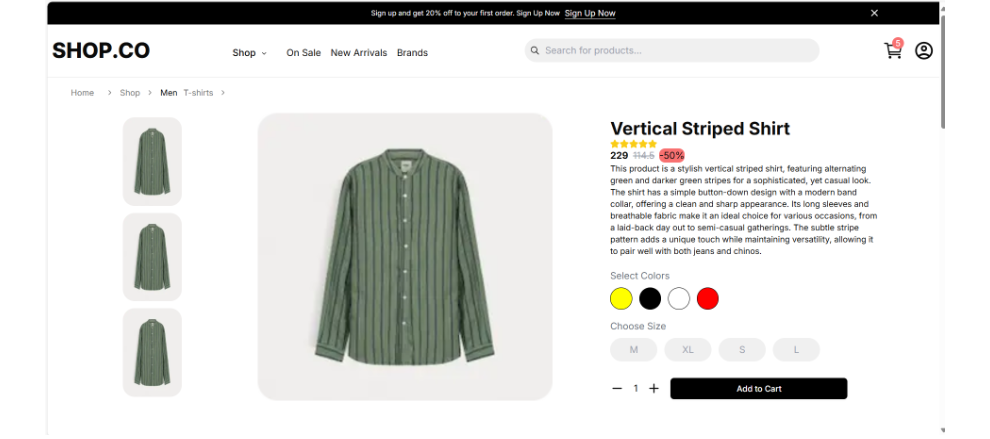 Sign up and get 20% off to your first order. Sign Up Now Sign Up Now
SHOP.CO
Shop On Sale New Arrivals Brands
Search for products...
5
Home > Shop > Men T-shirts >
Vertical Striped Shirt
229 114.5 -50%
This product is a stylish vertical striped shirt, featuring alternating
green and darker green stripes for a sophisticated, yet casual look.
The shirt has a simple button-down design with a modern band
collar, offering a clean and sharp appearance. Its long sleeves and
breathable fabric make it an ideal choice for various occasions, from
a laid-back day out to semi-casual gatherings. The subtle stripe
pattern adds a unique touch while maintaining versatility, allowing it
to pair well with both jeans and chinos.
Select Colors
Choose Size
M XL S L
1 Add to Cart